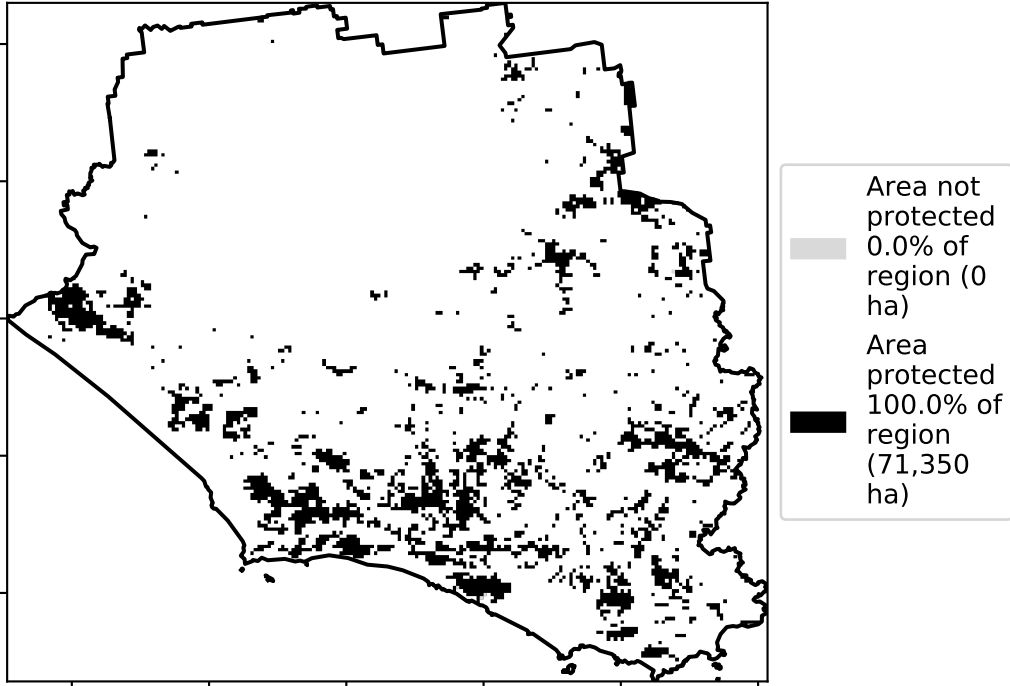 Area not
protected
0.0% of
region (0
ha)
Area
protected
100.0% of
region
(71,350
ha)